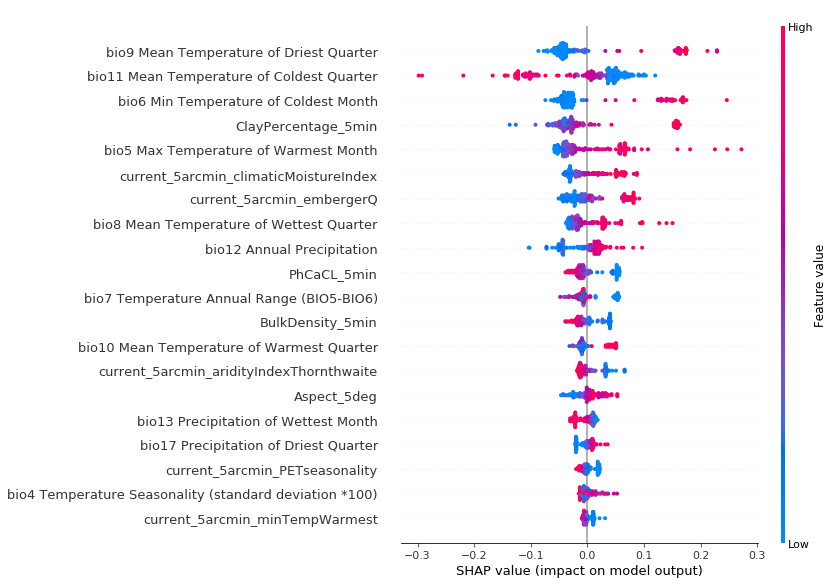 High
bio9 Mean Temperature of Driest Quarter
bio11 Mean Temperature of Coldest Quarter
bio6 Min Temperature of Coldest Month
ClayPercentage_5min
bio5 Max Temperature of Warmest Month
current_5arcmin_climaticMoistureIndex
current_5arcmin_embergerQ
bio8 Mean Temperature of Wettest Quarter
bio12 Annual Precipitation
PhCaCL_5min
bio7 Temperature Annual Range (BIO5-BIO6)
BulkDensity_5min
bio10 Mean Temperature of Warmest Quarter
current_5arcmin_aridityIndexThornthwaite
Aspect_5deg
bio13 Precipitation of Wettest Month
bio17 Precipitation of Driest Quarter
current_5arcmin_PETseasonality
bio4 Temperature Seasonality (standard deviation *100)
current_5arcmin_minTempWarmest
Feature value
Low
−0.3 −0.2 −0.1 0.0 0.1 0.2 0.3
SHAP value (impact on model output)